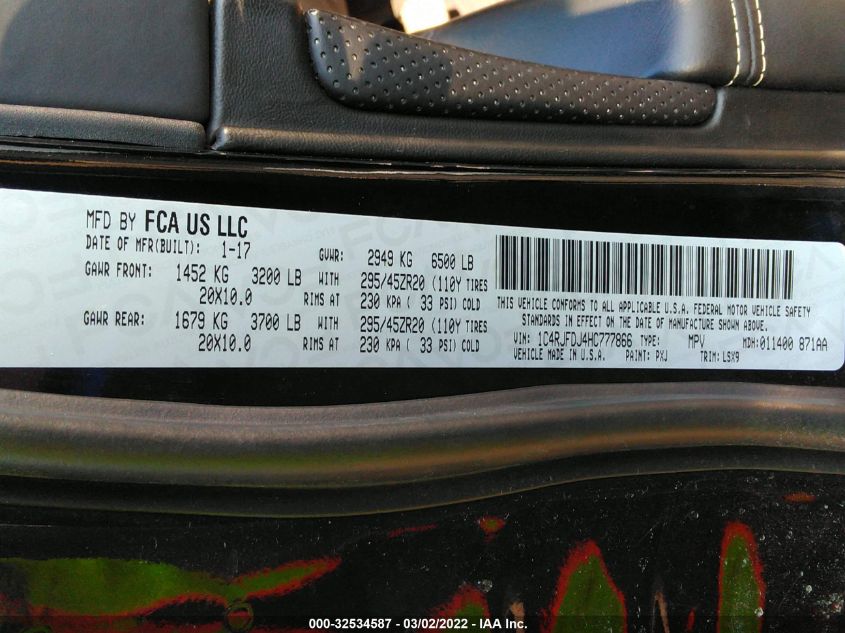 MFD BY FCA US LLC
DATE OF MFR(BUILT): 1-17 GVWR: 2949 KG 6500 LB
GAWR FRONT: 1452 KG 3200 LB WITH 295/45ZR20 (110Y TIRES
20X10.0 RIMS AT 230 KPA ( 33 PSI) COLD
GAWR REAR: 1679 KG 3700 LB WITH 295/45ZR20 (110Y TIRES
20X10.0 RIMS AT 230 KPA ( 33 PSI) COLD
THIS VEHICLE CONFORMS TO ALL APPLICABLE U.S.A. FEDERAL MOTOR VEHICLE SAFETY
STANDARDS IN EFFECT ON THE DATE OF MANUFACTURE SHOWN ABOVE.
VIN: 1C4RJFDJ4HC777866 TYPE: MPV MDH:011400 871AA
VEHICLE MADE IN U.S.A. PAINT: PXJ TRIM: LSX9
000-32534587 - 03/02/2022 - IAA Inc.